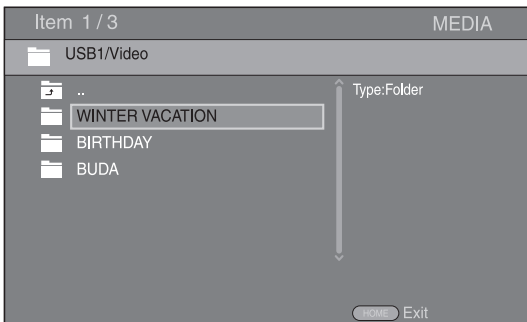 Item 1/3 MEDIA
USB1/Video
..
Type:Folder
WINTER VACATION
BIRTHDAY
BUDA
HOME Exit